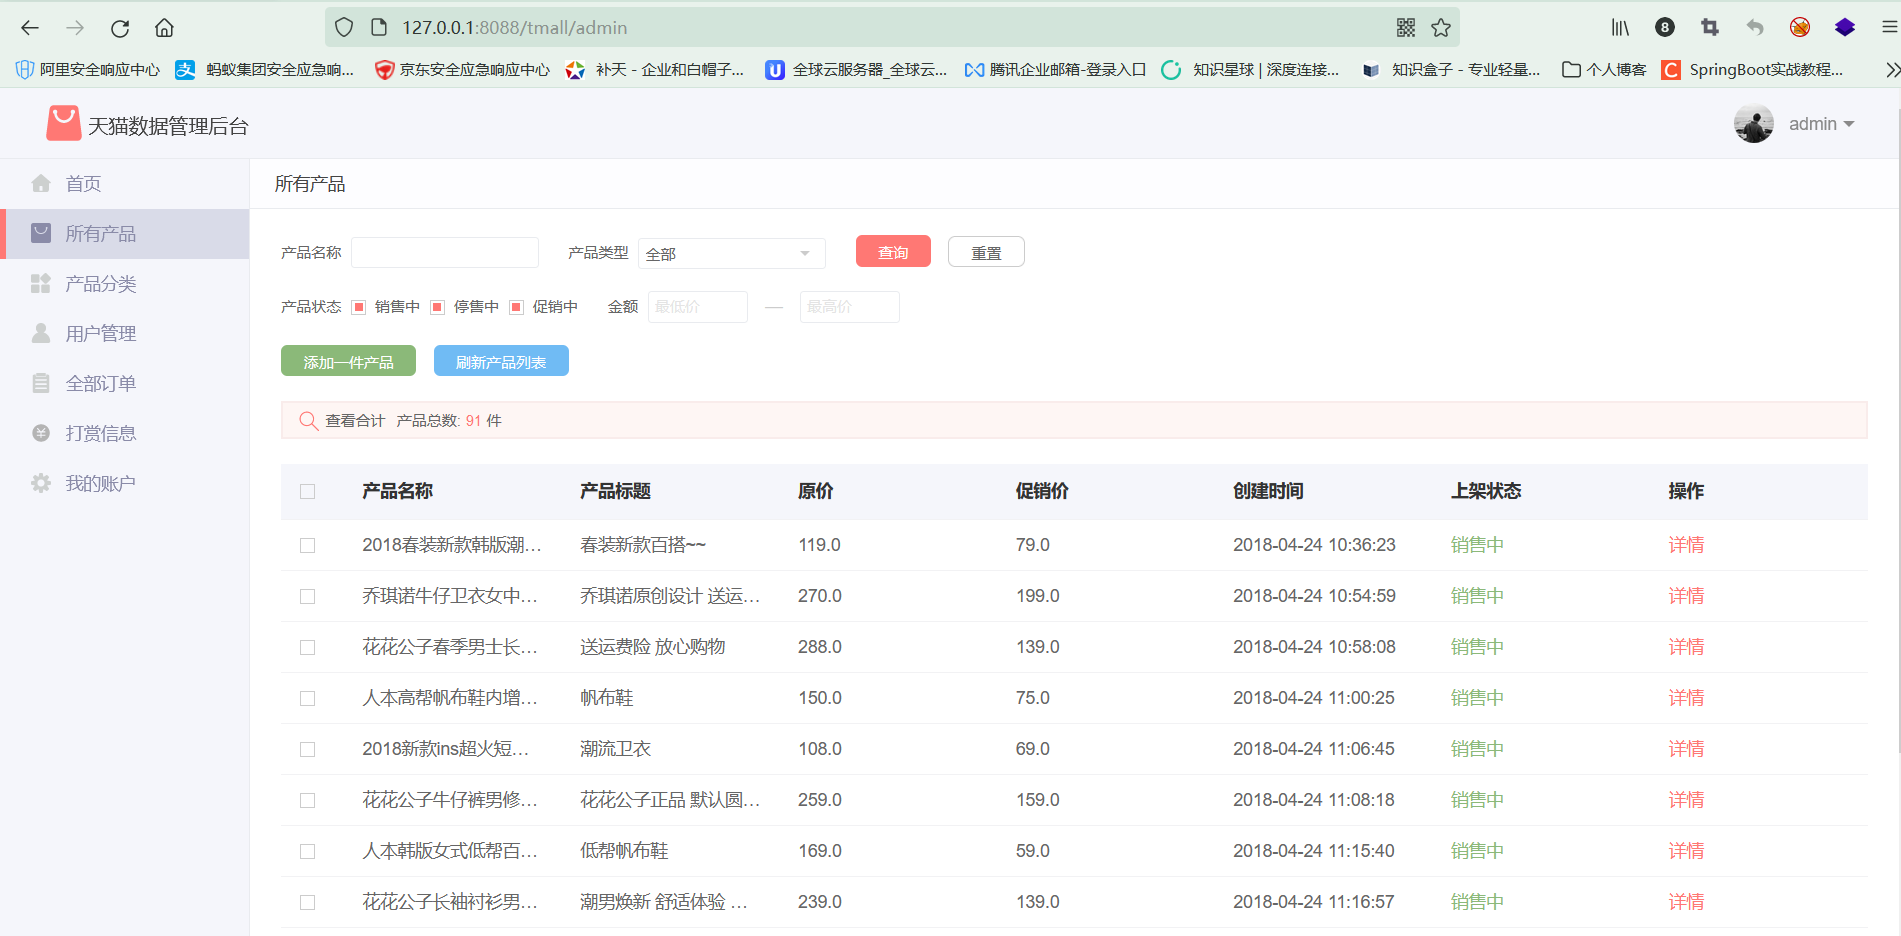 127.0.0.1:8088/tmall/admin
8
阿里安全响应中心 支 蚂蚁集团安全应急响... 京东安全应急响应中心 补天 - 企业和白帽子... U 全球云服务器_全球云... 腾讯企业邮箱-登录入口 知识星球 | 深度连接... 知识盒子 - 专业轻量... 个人博客 C SpringBoot实战教程...
天猫数据管理后台
admin
首页
所有产品
产品分类
用户管理
全部订单
打赏信息
我的账户
所有产品
产品名称 产品类型 全部 查询 重置
产品状态 销售中 停售中 促销中 金额 最低价 — 最高价
添加一件产品 刷新产品列表
查看合计 产品总数: 91 件
产品名称 产品标题 原价 促销价 创建时间 上架状态 操作
2018春装新款韩版潮... 春装新款百搭~~ 119.0 79.0 2018-04-24 10:36:23 销售中 详情
乔琪诺牛仔卫衣女中... 乔琪诺原创设计 送运... 270.0 199.0 2018-04-24 10:54:59 销售中 详情
花花公子春季男士长... 送运费险 放心购物 288.0 139.0 2018-04-24 10:58:08 销售中 详情
人本高帮帆布鞋内增... 帆布鞋 150.0 75.0 2018-04-24 11:00:25 销售中 详情
2018新款ins超火短... 潮流卫衣 108.0 69.0 2018-04-24 11:06:45 销售中 详情
花花公子牛仔裤男修... 花花公子正品 默认圆... 259.0 159.0 2018-04-24 11:08:18 销售中 详情
人本韩版女式低帮百... 低帮帆布鞋 169.0 59.0 2018-04-24 11:15:40 销售中 详情
花花公子长袖衬衫男... 潮男焕新 舒适体验 ... 239.0 139.0 2018-04-24 11:16:57 销售中 详情